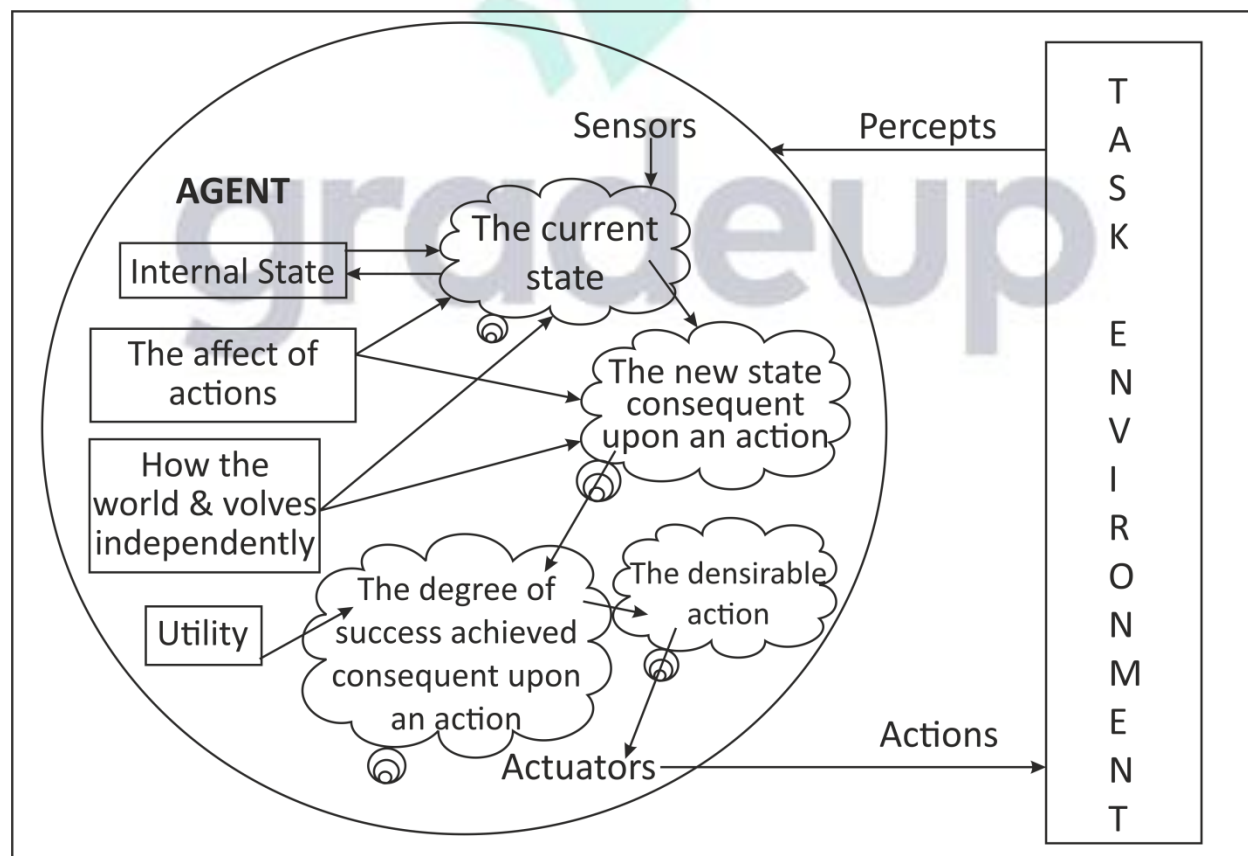 Sensors
Percepts
AGENT
The current
state
Internal State
The affect of
actions
The new state
consequent
upon an action
How the
world & volves
independently
The degree of
success achieved
consequent upon
an action
The densirable
action
Utility
Actuators
Actions
TASK ENVIRONMENT
gradeup